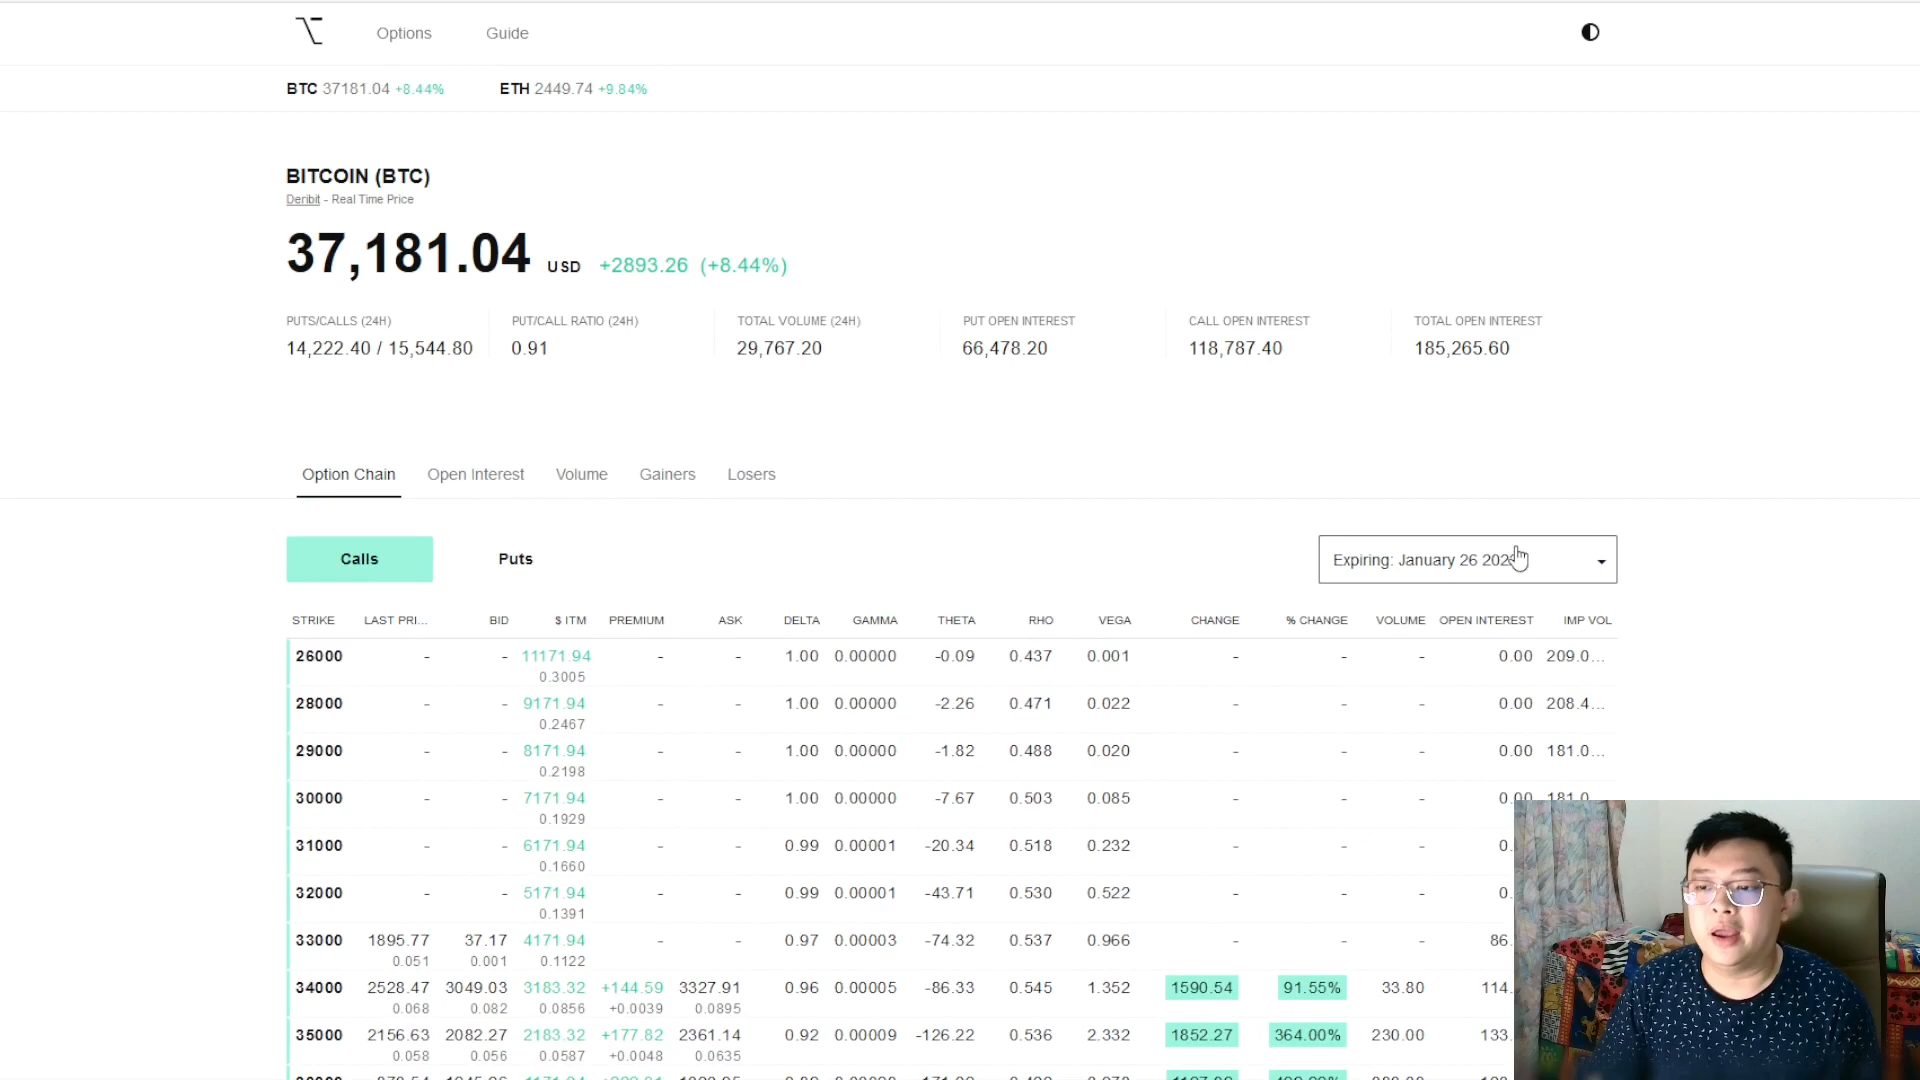 Options Guide
BTC 37181.04 +8.44% ETH 2449.74 +9.84%
BITCOIN (BTC)
Deribit - Real Time Price
37,181.04 USD +2893.26 (+8.44%)
PUTS/CALLS (24H) PUT/CALL RATIO (24H) TOTAL VOLUME (24H) PUT OPEN INTEREST CALL OPEN INTEREST TOTAL OPEN INTEREST
14,222.40 / 15,544.80 0.91 29,767.20 66,478.20 118,787.40 185,265.60
Option Chain Open Interest Volume Gainers Losers
Calls Puts Expiring: January 26
STRIKE LAST PRI... BID $ ITM PREMIUM ASK DELTA GAMMA THETA RHO VEGA CHANGE % CHANGE VOLUME OPEN INTEREST IMP VOL
26000 - - 11171.94 - - 1.00 0.00000 -0.09 0.437 0.001 - - - 0.00 209.0...
0.3005
28000 - - 9171.94 - - 1.00 0.00000 -2.26 0.471 0.022 - - - 0.00 208.4...
0.2467
29000 - - 8171.94 - - 1.00 0.00000 -1.82 0.488 0.020 - - - 0.00 181.0...
0.2198
30000 - - 7171.94 - - 1.00 0.00000 -7.67 0.503 0.085 - - - 0.00 181.0
0.1929
31000 - - 6171.94 - - 0.99 0.00001 -20.34 0.518 0.232 - - - 0.
0.1660
32000 - - 5171.94 - - 0.99 0.00001 -43.71 0.530 0.522 - - - 0.
0.1391
33000 1895.77 37.17 4171.94 - - 0.97 0.00003 -74.32 0.537 0.966 - - - 86.
0.051 0.001 0.1122
34000 2528.47 3049.03 3183.32 +144.59 3327.91 0.96 0.00005 -86.33 0.545 1.352 1590.54 91.55% 33.80 114.
0.068 0.082 0.0856 +0.0039 0.0895
35000 2156.63 2082.27 2183.32 +177.82 2361.14 0.92 0.00009 -126.22 0.536 2.332 1852.27 364.00% 230.00 133.
0.058 0.056 0.0587 +0.0048 0.0635